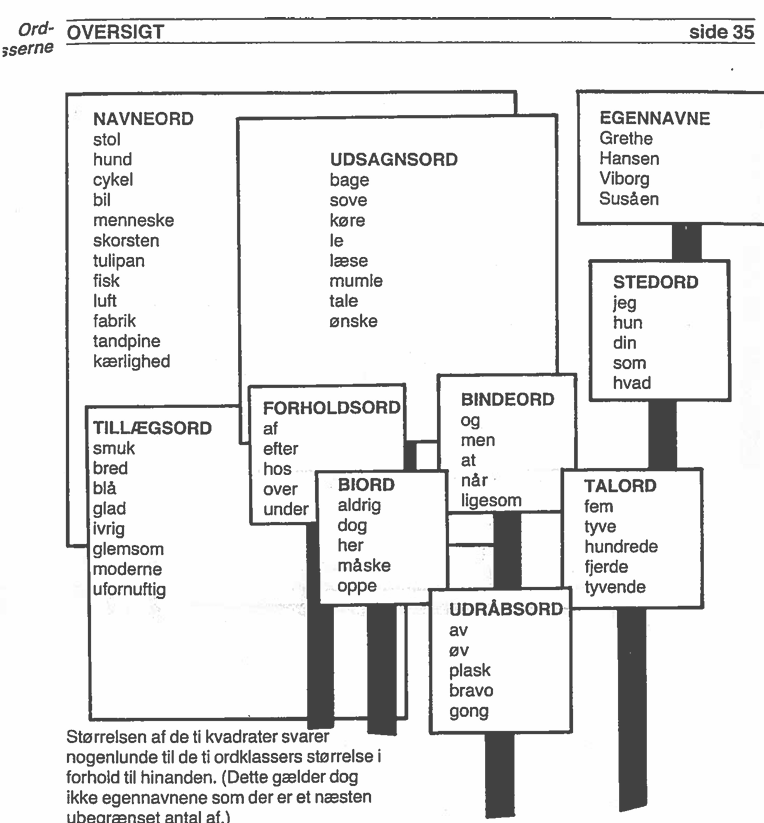 Ord-
sserne
OVERSIGT
side 35
NAVNEORD
stol
hund
cykel
bil
menneske
skorsten
tulipan
fisk
luft
fabrik
tandpine
kærlighed
UDSAGNSORD
bage
sove
køre
le
læse
mumle
tale
ønske
EGENNAVNE
Grethe
Hansen
Viborg
Susåen
STEDORD
jeg
hun
din
som
hvad
TILLÆGSORD
smuk
bred
blå
glad
ivrig
glemsom
moderne
ufornuftig
FORHOLDSORD
af
efter
hos
over
under
BINDEORD
og
men
at
når
ligesom
BIORD
aldrig
dog
her
måske
oppe
TALORD
fem
tyve
hundrede
fjerde
tyvende
UDRÅBSORD
av
øv
plask
bravo
gong
Størrelsen af de ti kvadrater svarer
nogenlunde til de ti ordklassers størrelse i
forhold til hinanden. (Dette gælder dog
ikke egennavnene som der er et næsten
ubegrænset antal af.)